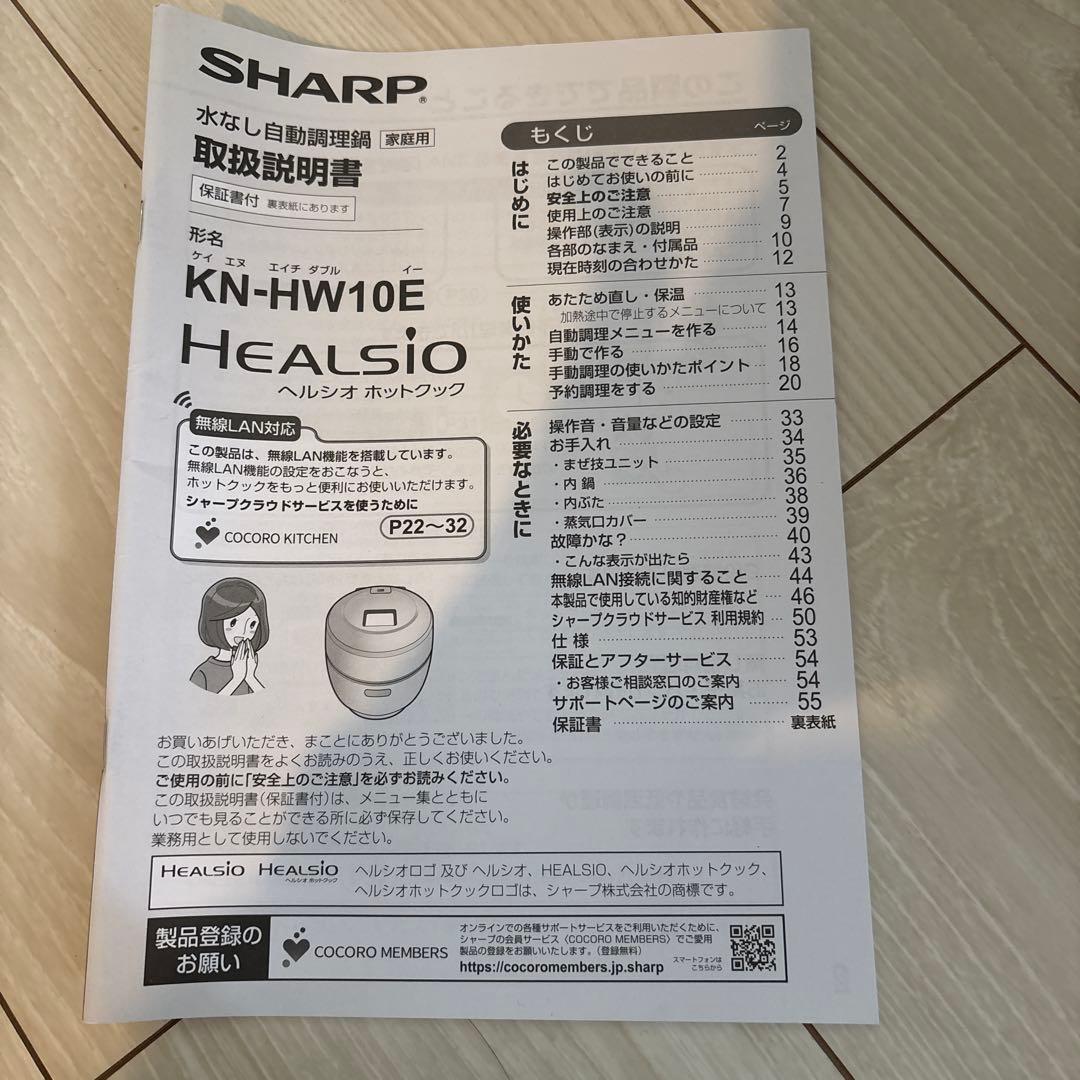 SHARP®
水なし自動調理鍋 家庭用
取扱説明書
保証書付 裏表紙にあります
形名
ケイ エヌ エイチ ダブル イー
KN-HW10E
HEALSIO
ヘルシオ ホットクック
無線LAN対応
この製品は、無線LAN機能を搭載しています。
無線LAN機能の設定をおこなうと、
ホットクックをもっと便利にお使いいただけます。
シャープクラウドサービスを使うために
COCORO KITCHEN P22～32
もくじ ページ
はじめに
この製品でできること 2
はじめてお使いの前に 4
安全上のご注意 5
使用上のご注意 7
操作部(表示)の説明 9
各部のなまえ・付属品 10
現在時刻の合わせかた 12
使いかた
あたため直し・保温 13
加熱途中で停止するメニューについて 13
自動調理メニューを作る 14
手動で作る 16
手動調理の使いかたポイント 18
予約調理をする 20
必要なときに
操作音・音量などの設定 33
お手入れ 34
・まぜ技ユニット 35
・内鍋 36
・内ぶた 38
・蒸気口カバー 39
故障かな？ 40
・こんな表示が出たら 43
無線LAN接続に関すること 44
本製品で使用している知的財産権など 46
シャープクラウドサービス 利用規約 50
仕様 53
保証とアフターサービス 54
・お客様ご相談窓口のご案内 54
サポートページのご案内 55
保証書 裏表紙
お買いあげいただき、まことにありがとうございました。
この取扱説明書をよくお読みのうえ、正しくお使いください。
ご使用の前に「安全上のご注意」を必ずお読みください。
この取扱説明書(保証書付)は、メニュー集とともに
いつでも見ることができる所に必ず保存してください。
業務用として使用しないでください。
HEALSIO HEALSIO ヘルシオロゴ 及び ヘルシオ、HEALSIO、ヘルシオホットクック、
ヘルシオ ホットクック ヘルシオホットクックロゴは、シャープ株式会社の商標です。
製品登録の
お願い
COCORO MEMBERS
オンラインでの各種サポートサービスをご利用いただくために、
シャープの会員サービス〈COCORO MEMBERS〉でご愛用
製品の登録をお願いいたします。(登録無料)
https://cocoromembers.jp.sharp
スマートフォンは
こちらから